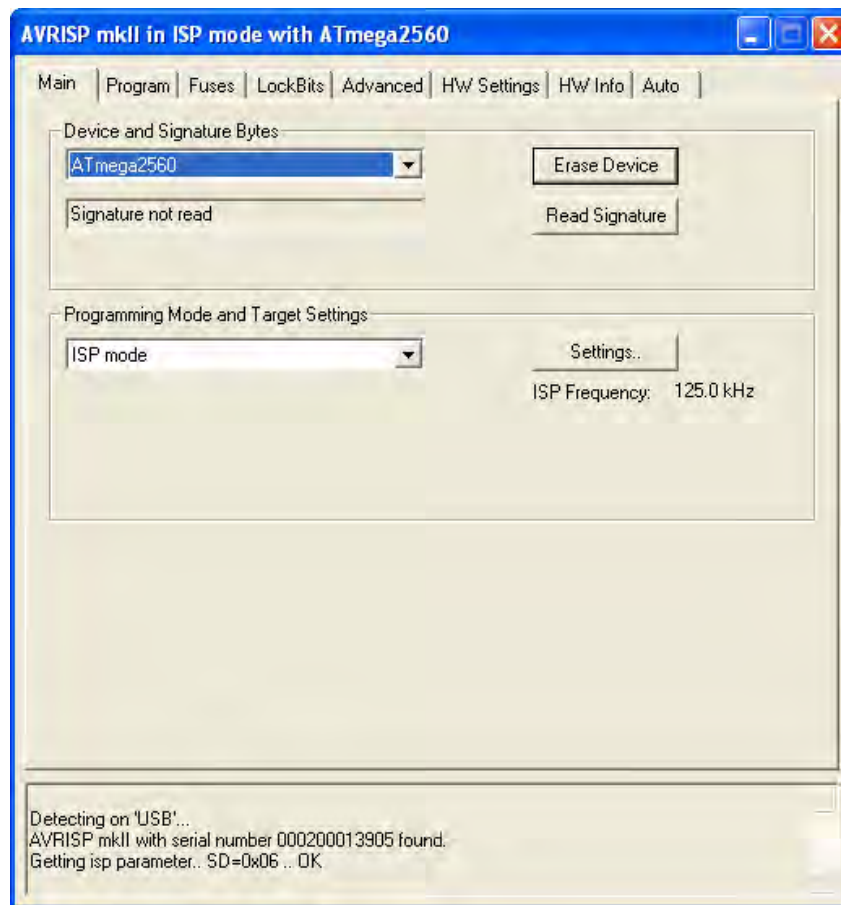 AVRISP mkII in ISP mode with ATmega2560
Main Program Fuses LockBits Advanced HW Settings HW Info Auto
Device and Signature Bytes
ATmega2560 Erase Device
Signature not read Read Signature
Programming Mode and Target Settings
ISP mode Settings..
ISP Frequency: 125.0 kHz
Detecting on 'USB'...
AVRISP mkII with serial number 000200013905 found.
Getting isp parameter.. SD=0x06 .. OK